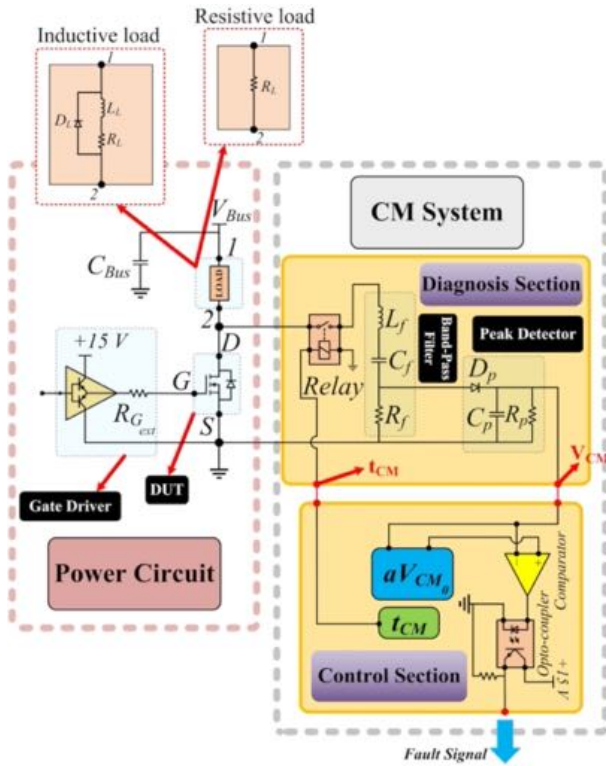 Inductive load
Resistive load
1
D_L
L_L
R_L
2
1
R_L
2
V_Bus
C_Bus
1
LOAD
2
D
+15 V
G
R_G_ext
S
Gate Driver
DUT
Power Circuit
CM System
Diagnosis Section
L_f
Band-Pass
Filter
Peak Detector
C_f
Relay
D_p
R_f
C_p
R_p
t_CM
V_CM
aV_CM_0
- +
Comparator
t_CM
Opto-coupler
+15 V
Control Section
Fault Signal